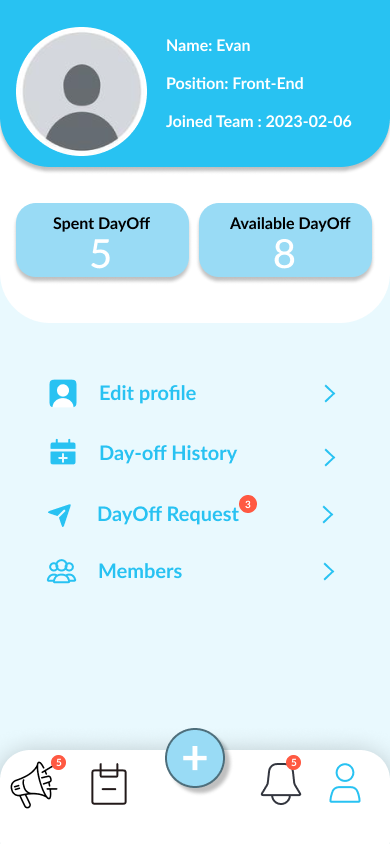 Name: Evan
Position: Front-End
Joined Team : 2023-02-06
Spent DayOff
5
Available DayOff
8
Edit profile
Day-off History
DayOff Request 3
Members
5
5